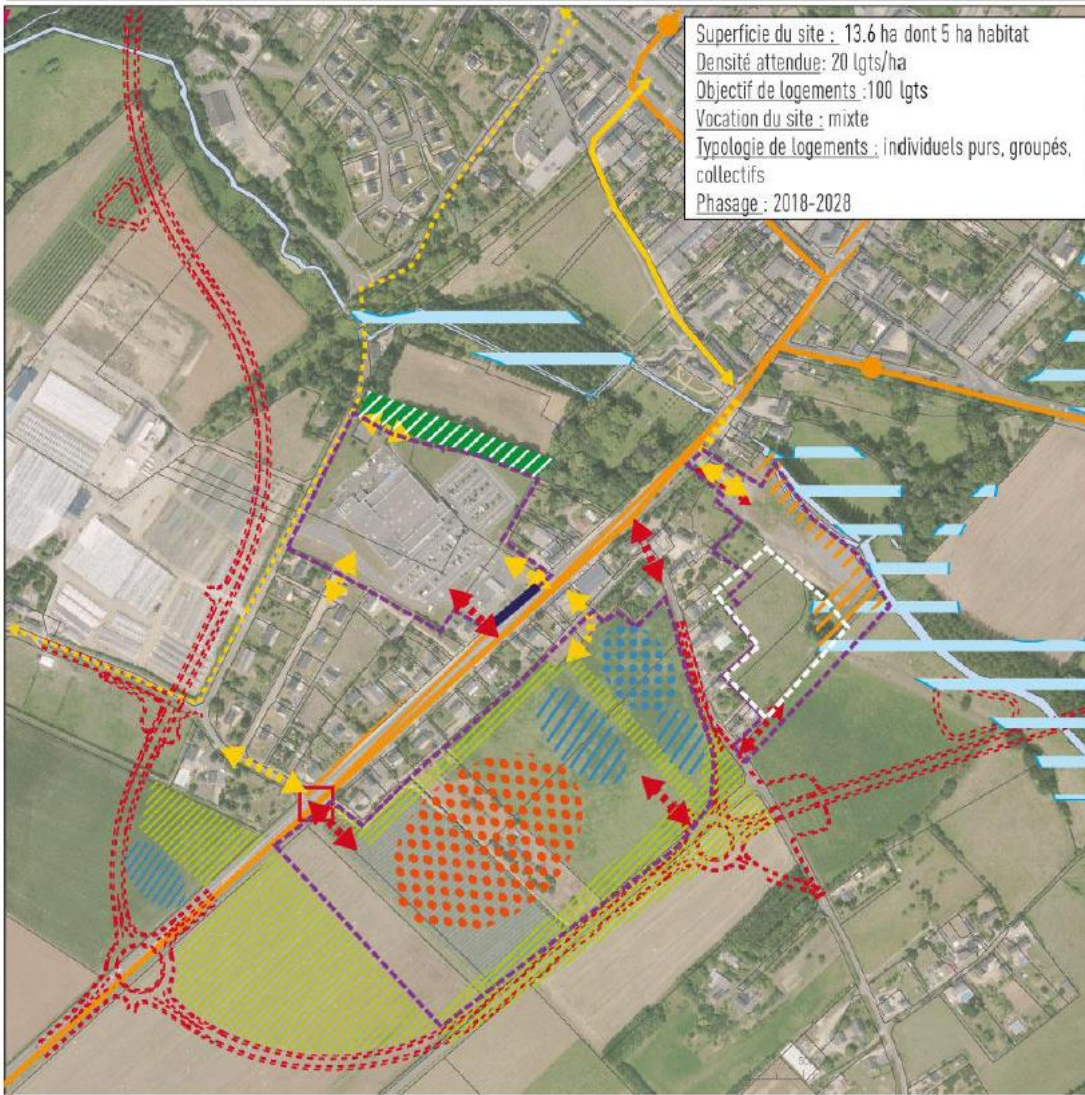 Superficie du site : 13.6 ha dont 5 ha habitat
Densité attendue: 20 lgts/ha
Objectif de logements :100 lgts
Vocation du site : mixte
Typologie de logements : individuels purs, groupés,
collectifs
Phasage : 2018-2028